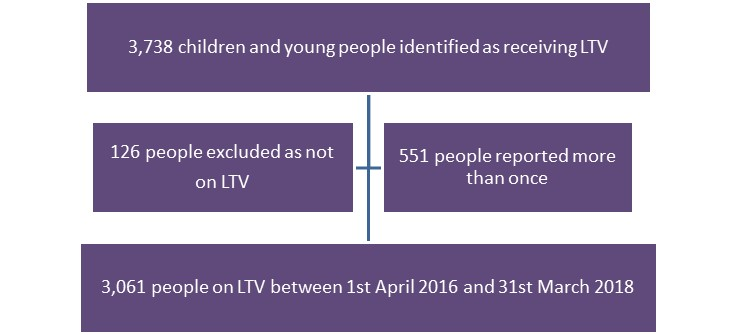 3,738 children and young people identified as receiving LTV
126 people excluded as not
on LTV
551 people reported more
than once
3,061 people on LTV between 1st April 2016 and 31st March 2018